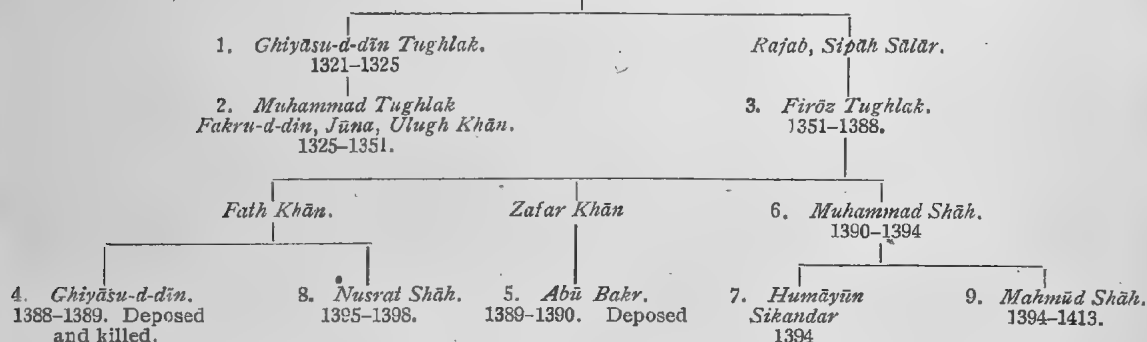 1. Ghiyāsu-d-dīn Tughlak.
1321–1325
Rajab, Sipāh Sālār.
2. Muhammad Tughlak
Fakru-d-din, Jūna, Ulugh Khān.
1325–1351.
3. Fīrōz Tughlak.
1351–1388.
Fath Khān.
Zafar Khān
6. Muhammad Shāh.
1390–1394
4. Ghiyāsu-d-dīn.
1388–1389. Deposed
and killed.
8. Nusrat Shāh.
1395–1398.
5. Abū Bakr.
1389–1390. Deposed
7. Humāyūn
Sikandar
1394
9. Mahmūd Shāh.
1394–1413.